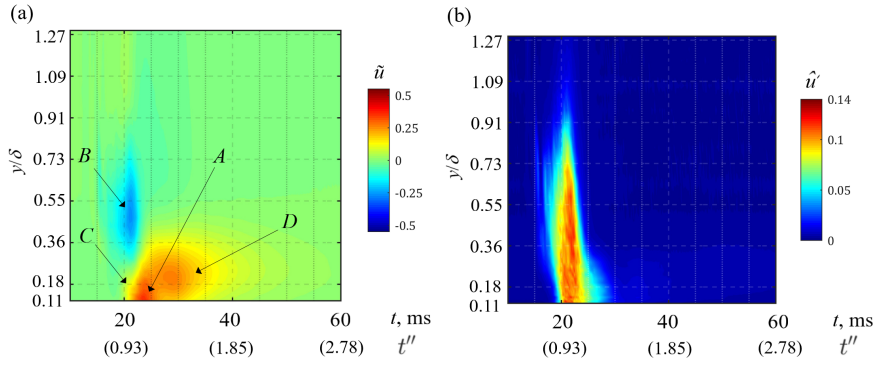 (a)
1.27
1.09
0.91
0.73
0.55
0.36
0.18
0.11
y/δ
B
A
C
D
ũ
0.5
0.25
0
-0.25
-0.5
20 40 60 t, ms
(0.93) (1.85) (2.78) t″
(b)
1.27
1.09
0.91
0.73
0.55
0.36
0.18
0.11
y/δ
û′
0.14
0.1
0.05
0
20 40 60 t, ms
(0.93) (1.85) (2.78) t″